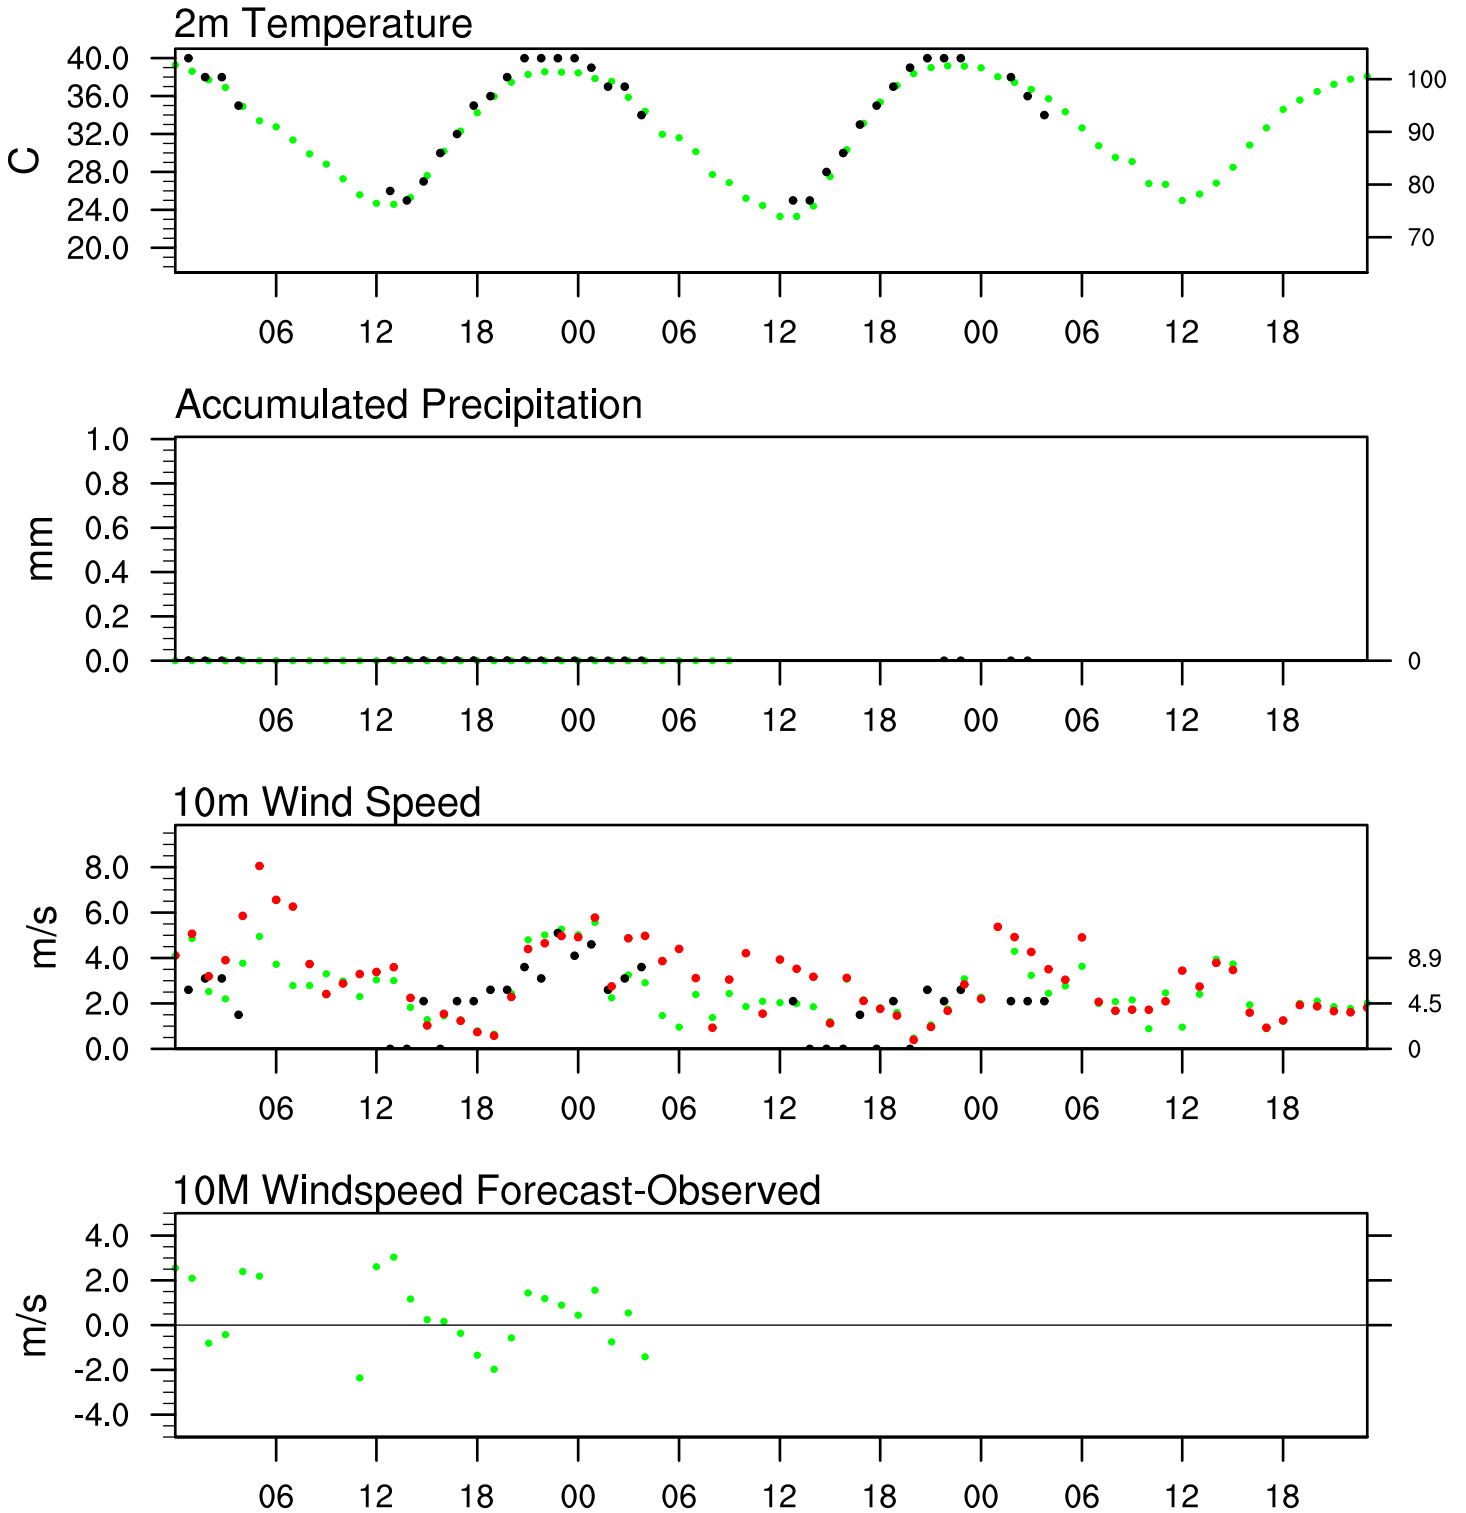 2m Temperature
40.0
36.0
32.0
28.0
24.0
20.0
C
100
90
80
70
06 12 18 00 06 12 18 00 06 12 18
Accumulated Precipitation
1.0
0.8
0.6
0.4
0.2
0.0
mm
0
06 12 18 00 06 12 18 00 06 12 18
10m Wind Speed
8.0
6.0
4.0
2.0
0.0
m/s
8.9
4.5
0
06 12 18 00 06 12 18 00 06 12 18
10M Windspeed Forecast-Observed
4.0
2.0
0.0
-2.0
-4.0
m/s
06 12 18 00 06 12 18 00 06 12 18